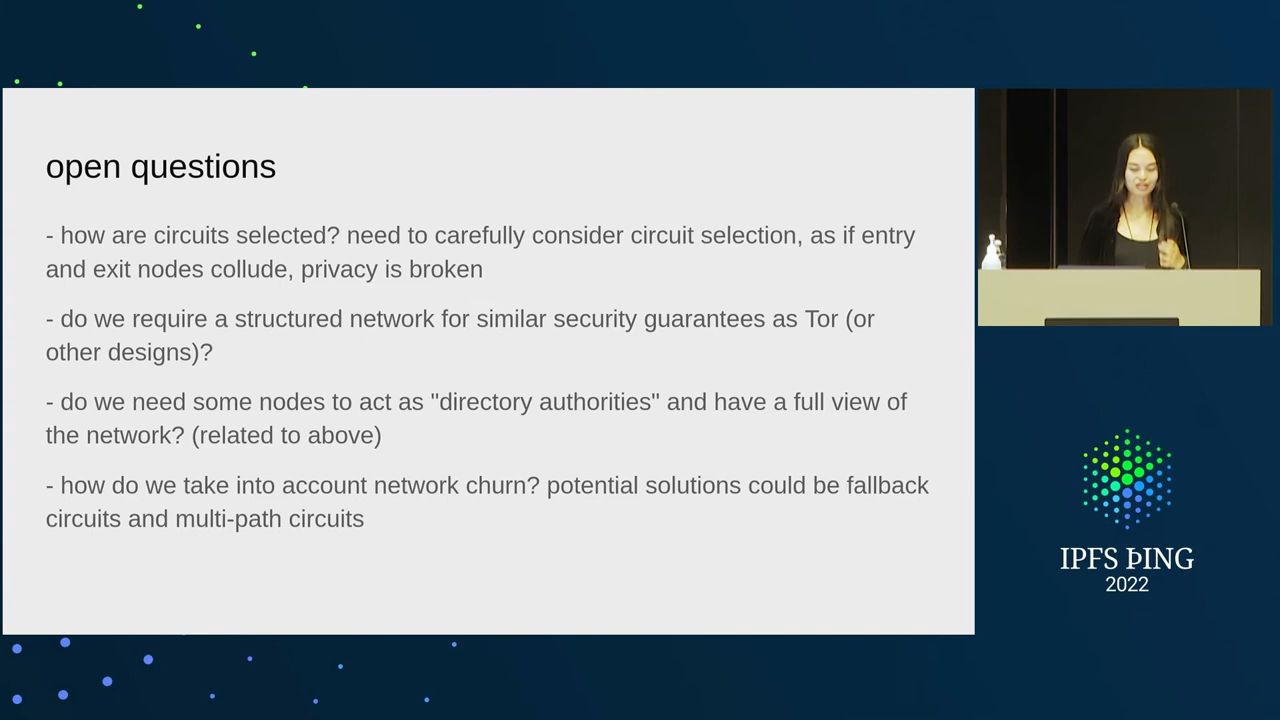 open questions
- how are circuits selected? need to carefully consider circuit selection, as if entry
and exit nodes collude, privacy is broken
- do we require a structured network for similar security guarantees as Tor (or
other designs)?
- do we need some nodes to act as "directory authorities" and have a full view of
the network? (related to above)
- how do we take into account network churn? potential solutions could be fallback
circuits and multi-path circuits
IPFS ÞING
2022